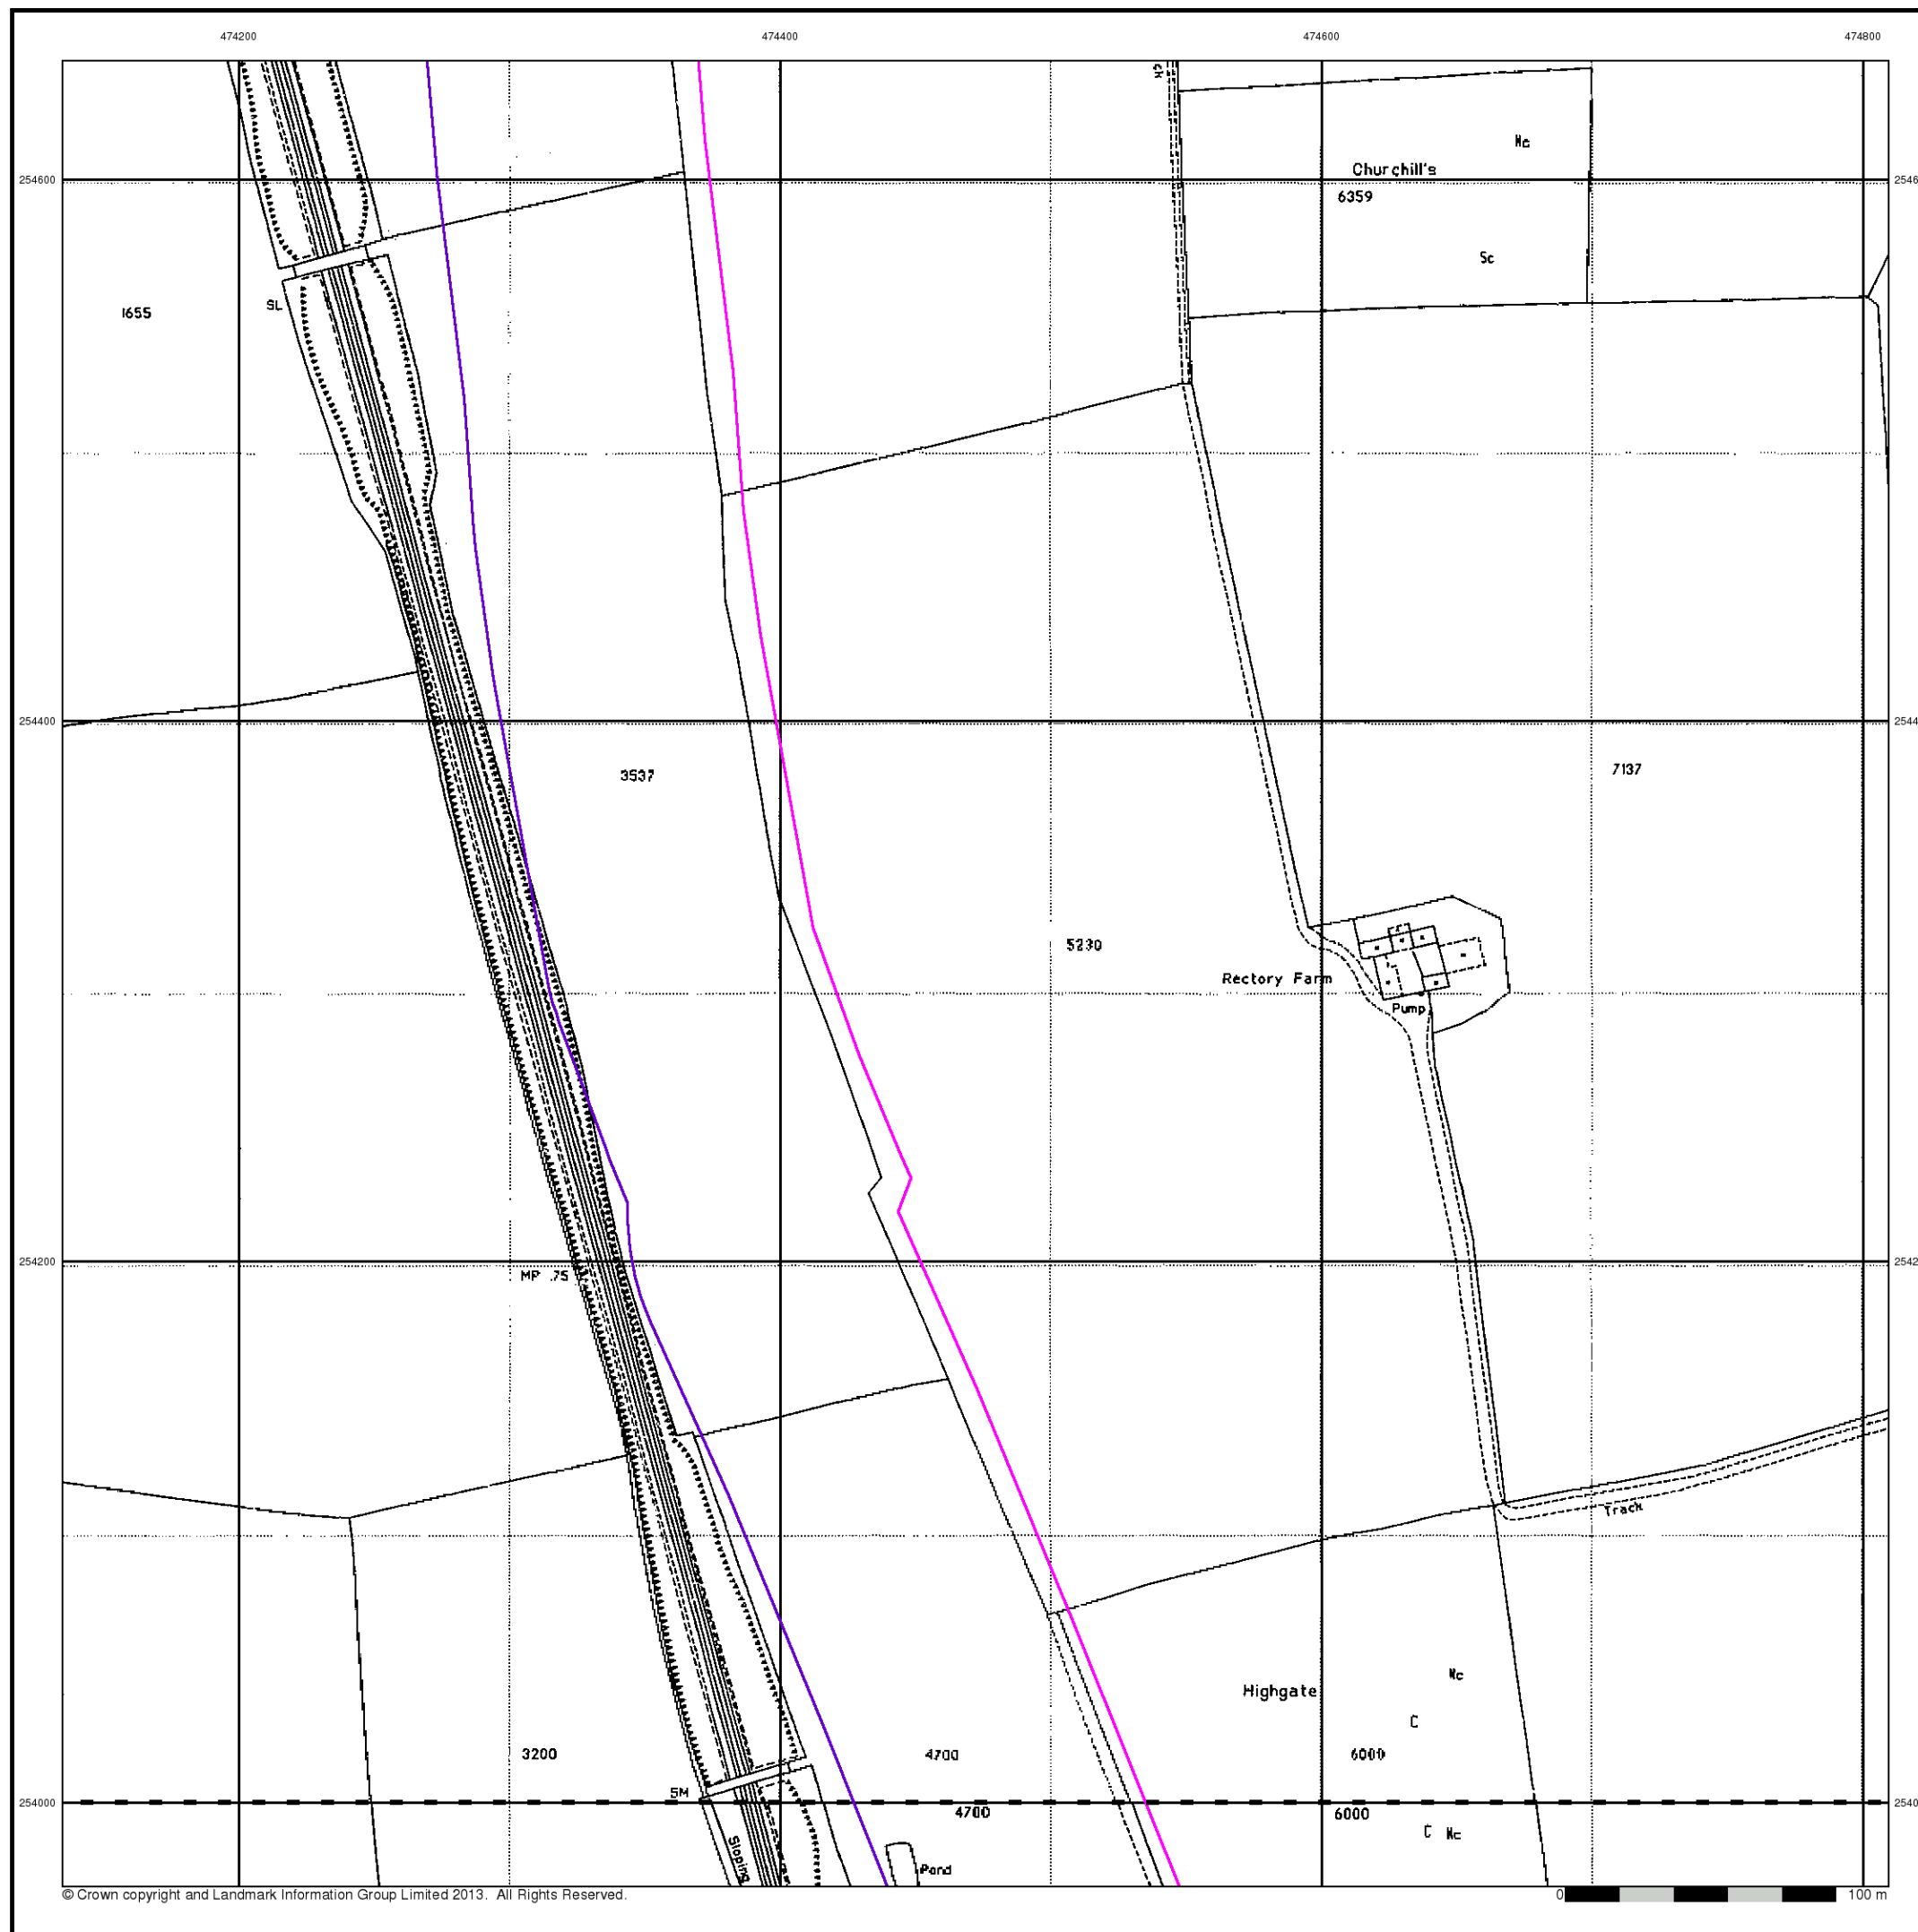 474200 474400 474600 474800
Ck
Nc
Churchill's
254600
6359
Sc
SL
1655
254400
3537
7137
5230
Rectory Farm
Pump
254200
MP .75
Track
Nc
Highgate
C
3200
4700
6000
SM
254000
4700
6000
C Nc
Sloping
Pond
© Crown copyright and Landmark Information Group Limited 2013. All Rights Reserved.
0 100 m